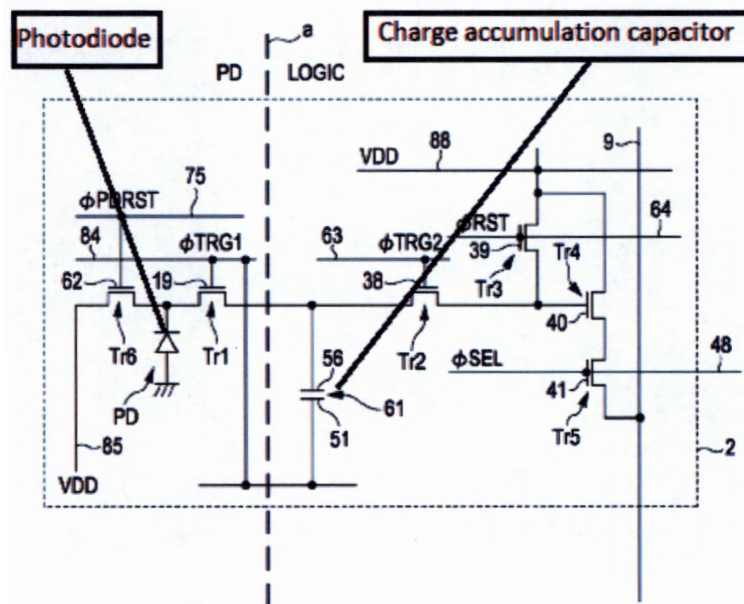 Photodiode
a
Charge accumulation capacitor
PD
LOGIC
9
VDD
88
75
φPDRST
φRST
64
84
φTRG1
63
φTRG2
39
Tr4
62
19
38
Tr3
Tr6
Tr1
Tr2
40
φSEL
48
56
41
61
PD
51
Tr5
85
2
VDD